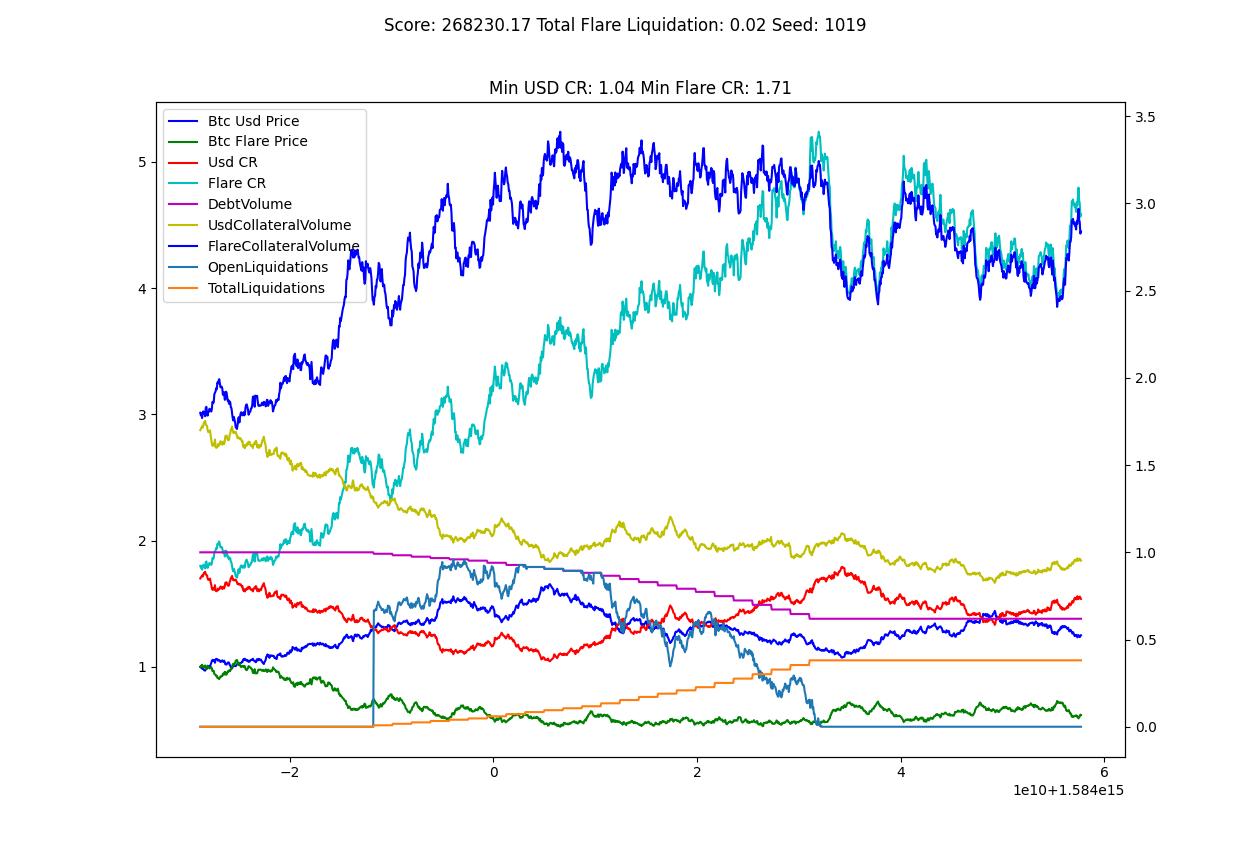 Score: 268230.17 Total Flare Liquidation: 0.02 Seed: 1019
Min USD CR: 1.04 Min Flare CR: 1.71
Btc Usd Price
Btc Flare Price
Usd CR
Flare CR
DebtVolume
UsdCollateralVolume
FlareCollateralVolume
OpenLiquidations
TotalLiquidations
5
4
3
2
1
3.5
3.0
2.5
2.0
1.5
1.0
0.5
0.0
−2
0
2
4
6
1e10+1.584e15